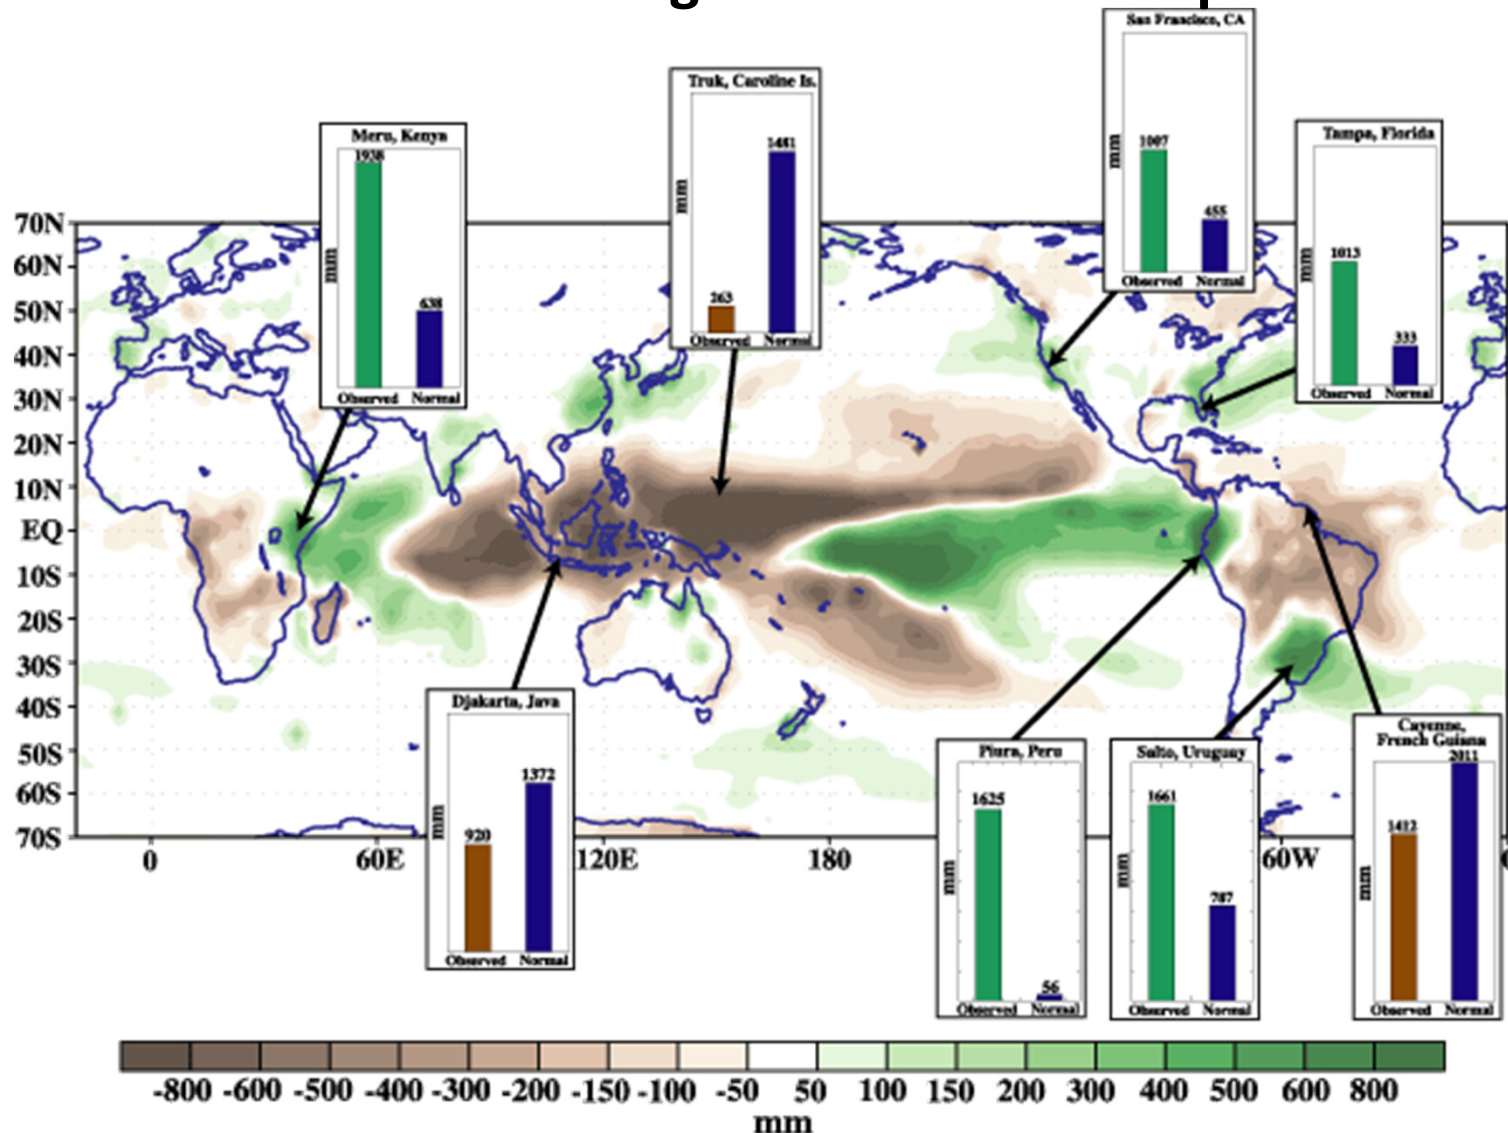 San Francisco, CA
mm
1007
455
Observed Normal
Truk, Caroline Is.
mm
1481
263
Observed Normal
Tampa, Florida
mm
1013
333
Observed Normal
Meru, Kenya
mm
1938
638
Observed Normal
70N
60N
50N
40N
30N
20N
10N
EQ
10S
20S
30S
40S
50S
60S
70S
0 60E 120E 180 60W
Djakarta, Java
mm
920
1372
Observed Normal
Piura, Peru
mm
1625
56
Observed Normal
Salto, Uruguay
mm
1661
787
Observed Normal
Cayenne,
French Guiana
mm
2011
1412
Observed Normal
-800 -600 -500 -400 -300 -200 -150 -100 -50 50 100 150 200 300 400 500 600 800
mm